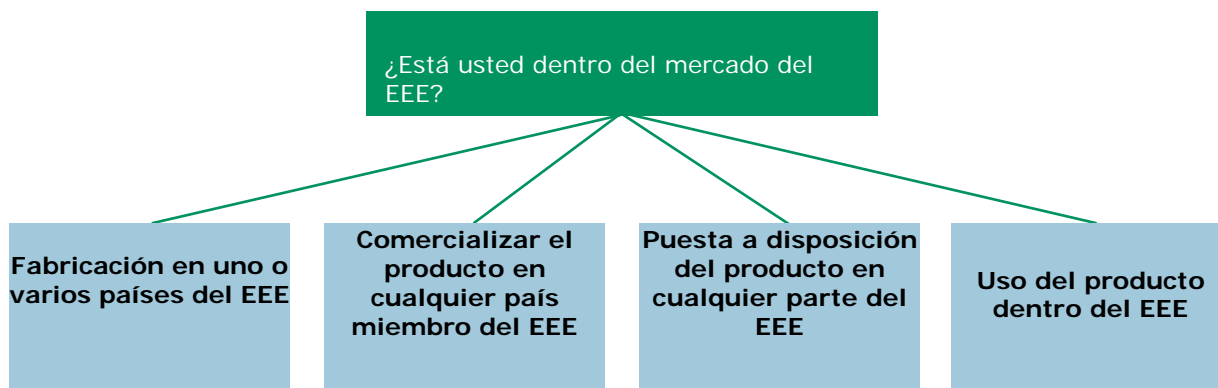 ¿Está usted dentro del mercado del
EEE?
Fabricación en uno o
varios países del EEE
Comercializar el
producto en
cualquier país
miembro del EEE
Puesta a disposición
del producto en
cualquier parte del
EEE
Uso del producto
dentro del EEE